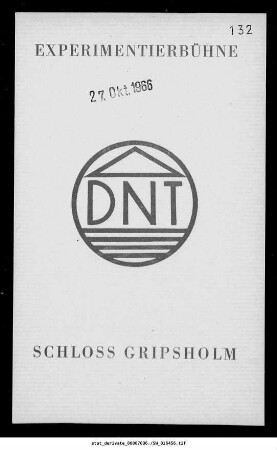 132
EXPERIMENTIERBÜHNE
27. Okt. 1966
DNT
SCHLOSS GRIPSHOLM